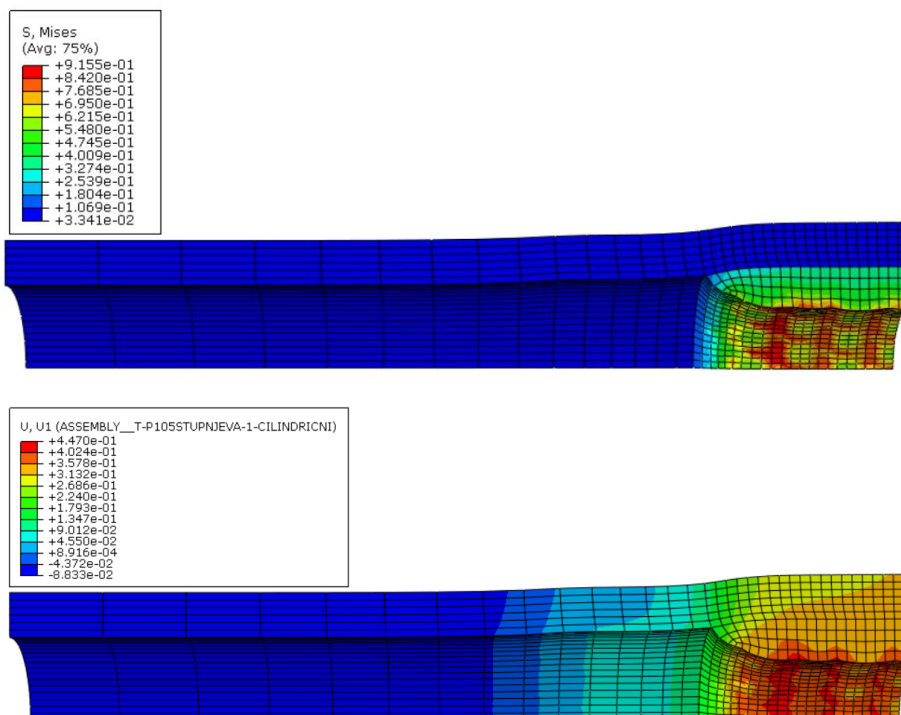 S, Mises
(Avg: 75%)
+9.155e-01
+8.420e-01
+7.685e-01
+6.950e-01
+6.215e-01
+5.480e-01
+4.745e-01
+4.009e-01
+3.274e-01
+2.539e-01
+1.804e-01
+1.069e-01
+3.341e-02
U, U1 (ASSEMBLY__T-P105STUPNJEVA-1-CILINDRICNI)
+4.470e-01
+4.024e-01
+3.578e-01
+3.132e-01
+2.686e-01
+2.240e-01
+1.793e-01
+1.347e-01
+9.012e-02
+4.550e-02
+8.916e-04
-4.372e-02
-8.833e-02